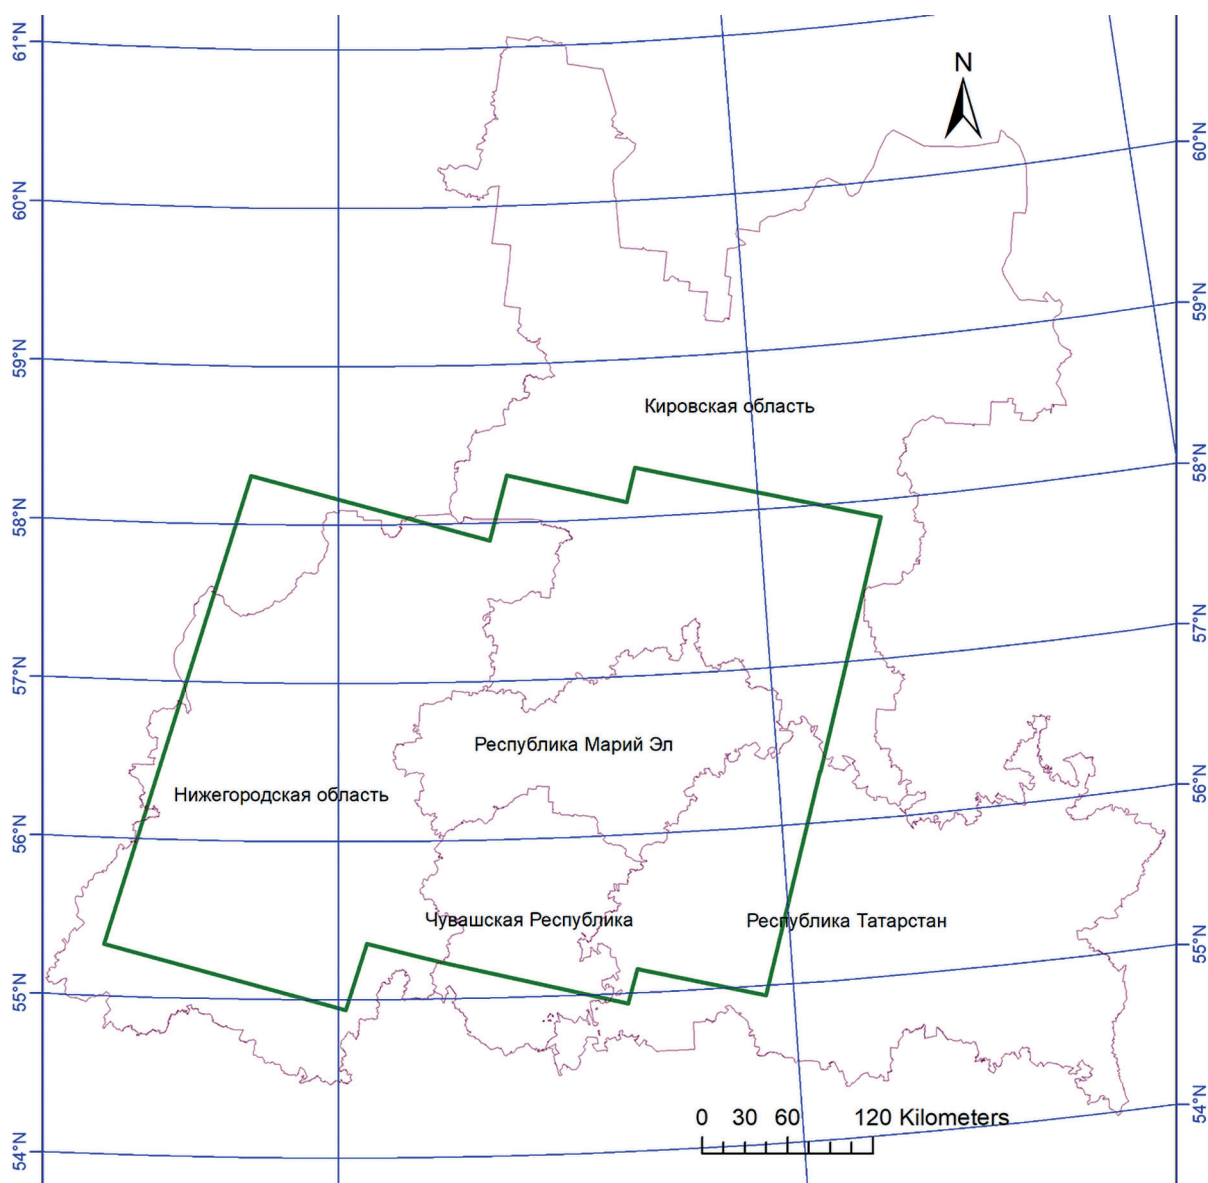 N
61°N
60°N
60°N
59°N
59°N
Кировская область
58°N
58°N
57°N
57°N
Республика Марий Эл
Нижегородская область
56°N
56°N
Чувашская Республика
Республика Татарстан
55°N
55°N
54°N
0 30 60 120 Kilometers
54°N